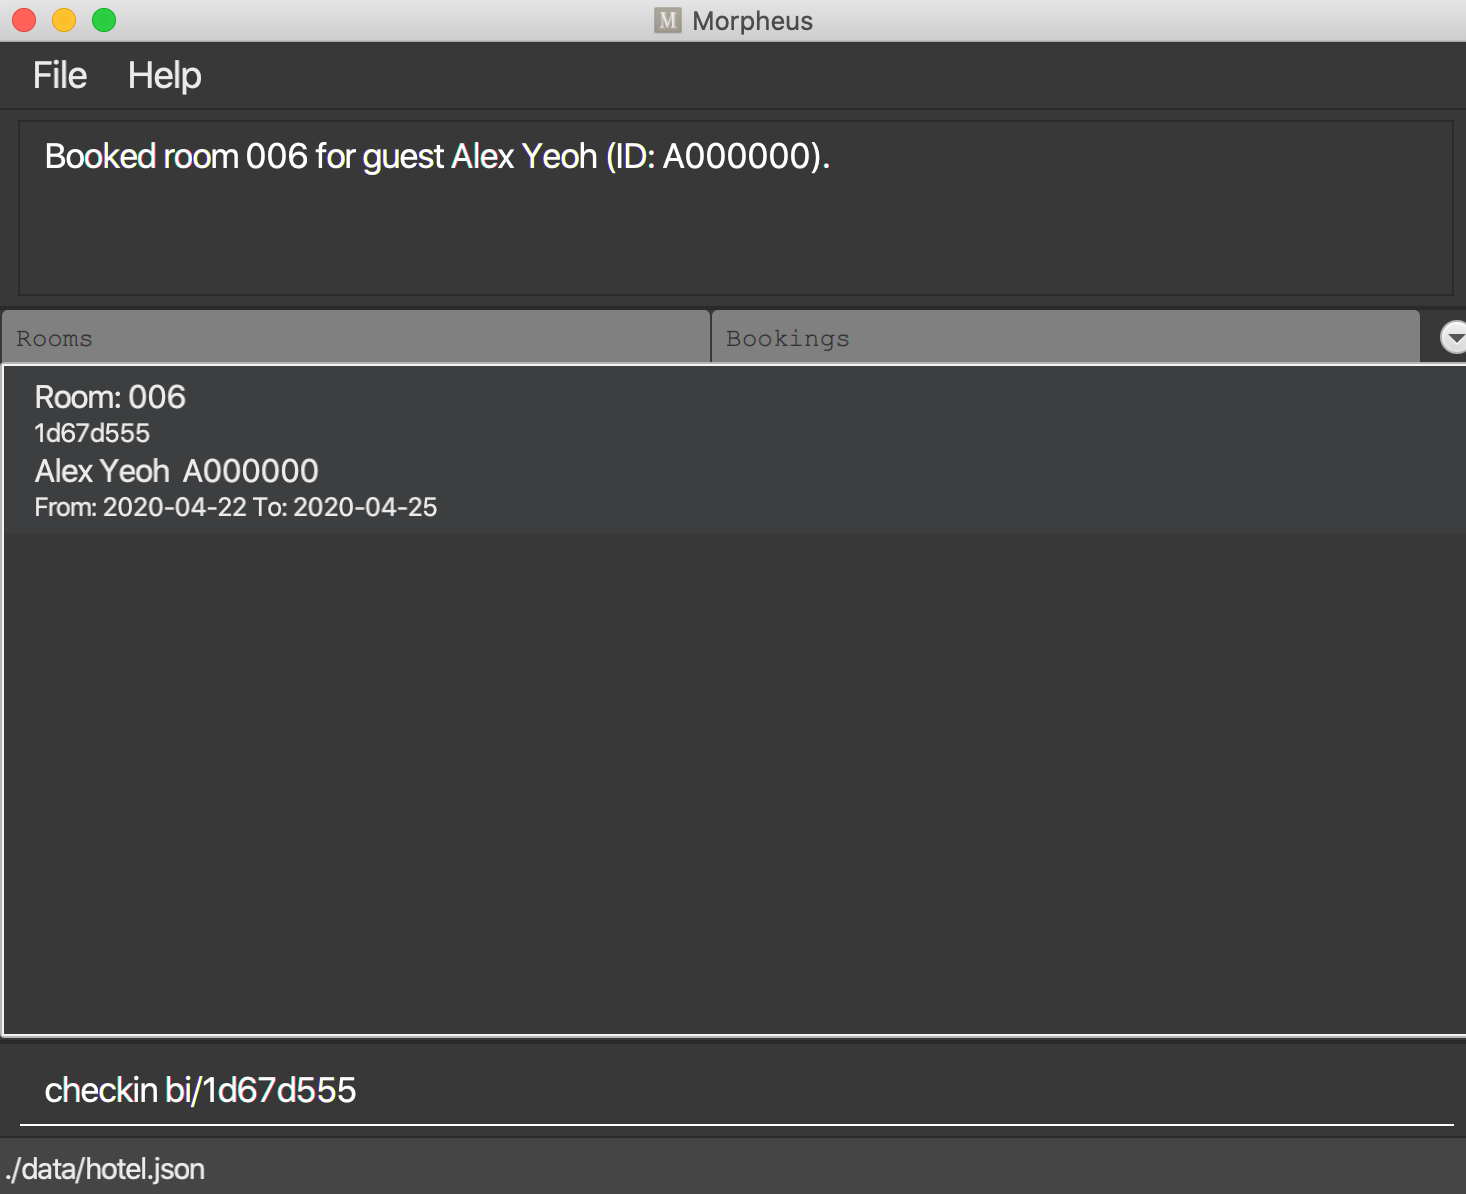 M Morpheus
File Help
Booked room 006 for guest Alex Yeoh (ID: A000000).
Rooms Bookings
Room: 006
1d67d555
Alex Yeoh A000000
From: 2020-04-22 To: 2020-04-25
checkin bi/1d67d555
./data/hotel.json